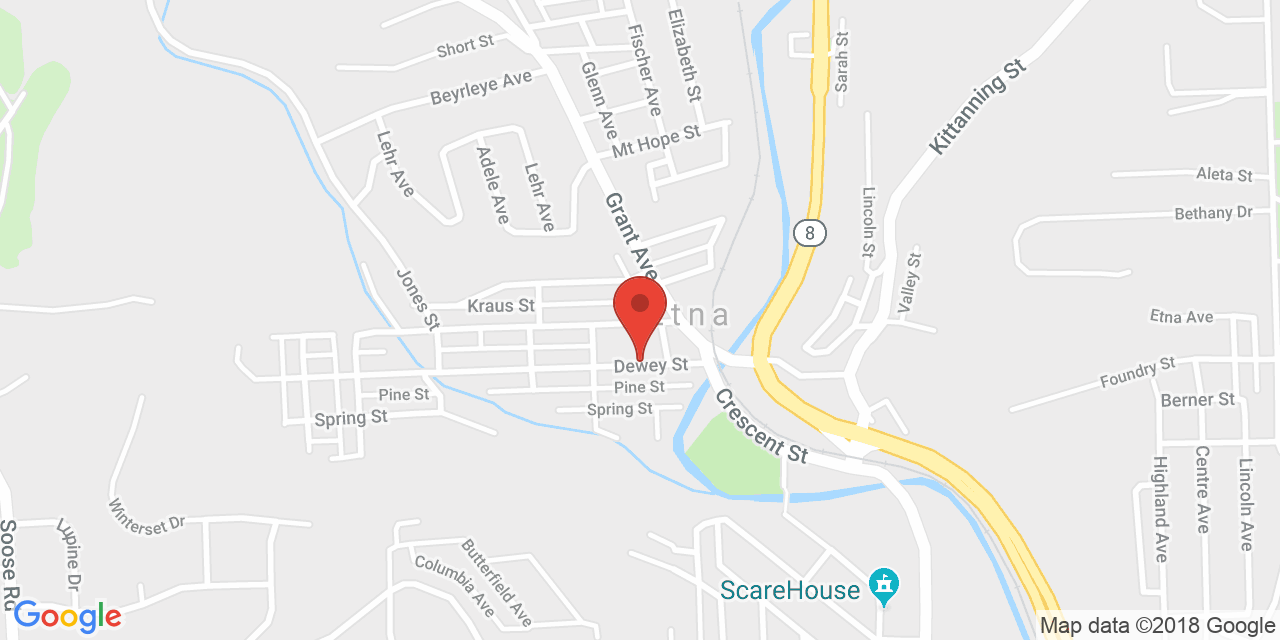 Short St
Beyrleye Ave
Glenn Ave
Fischer Ave
Elizabeth St
Mt Hope St
Sarah St
Kittanning St
Lehr Ave
Adele Ave
Lehr Ave
Grant Ave
Lincoln St
Aleta St
Bethany Dr
8
Valley St
Jones St
Kraus St
tna
Etna Ave
Dewey St
Pine St
Spring St
Pine St
Spring St
Crescent St
Foundry St
Berner St
Highland Ave
Centre Ave
Lincoln Ave
Winterset Dr
Soose Rd
Lupine Dr
Columbia Ave
Butterfield Ave
ScareHouse
Google
Map data ©2018 Google